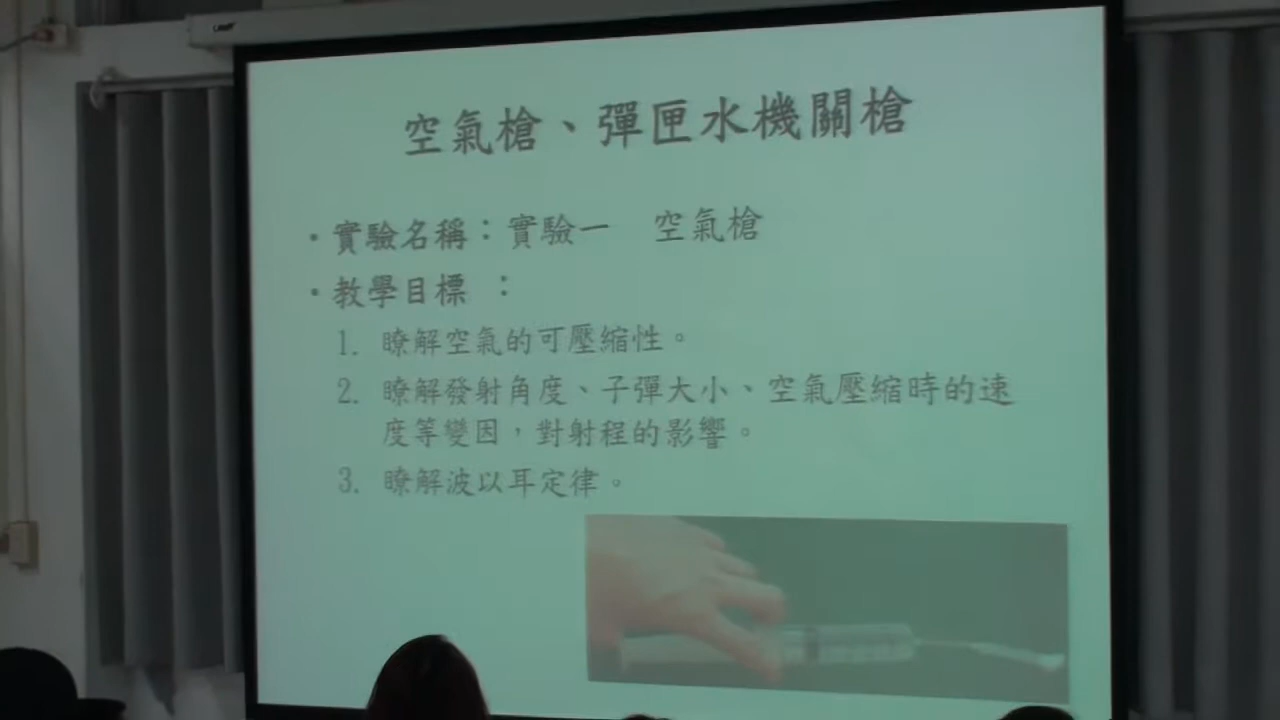 空氣槍、彈匣水機關槍
•實驗名稱：實驗一　空氣槍
•教學目標 ：
1. 瞭解空氣的可壓縮性。
2. 瞭解發射角度、子彈大小、空氣壓縮時的速
度等變因，對射程的影響。
3. 瞭解波以耳定律。